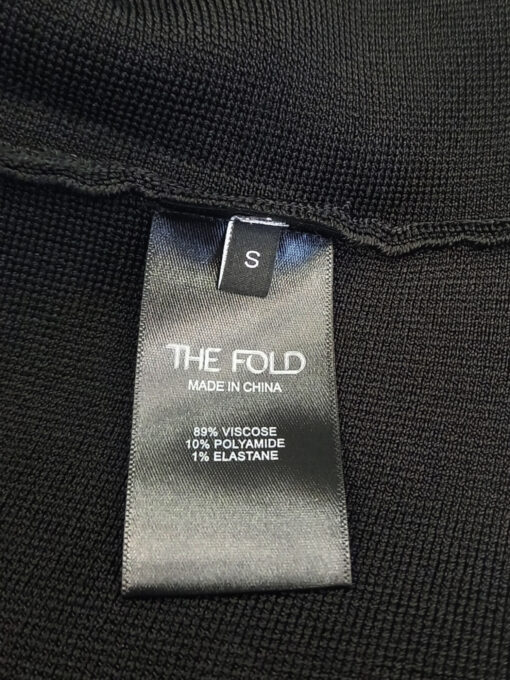 S
THE FOLD
MADE IN CHINA
89% VISCOSE
10% POLYAMIDE
1% ELASTANE